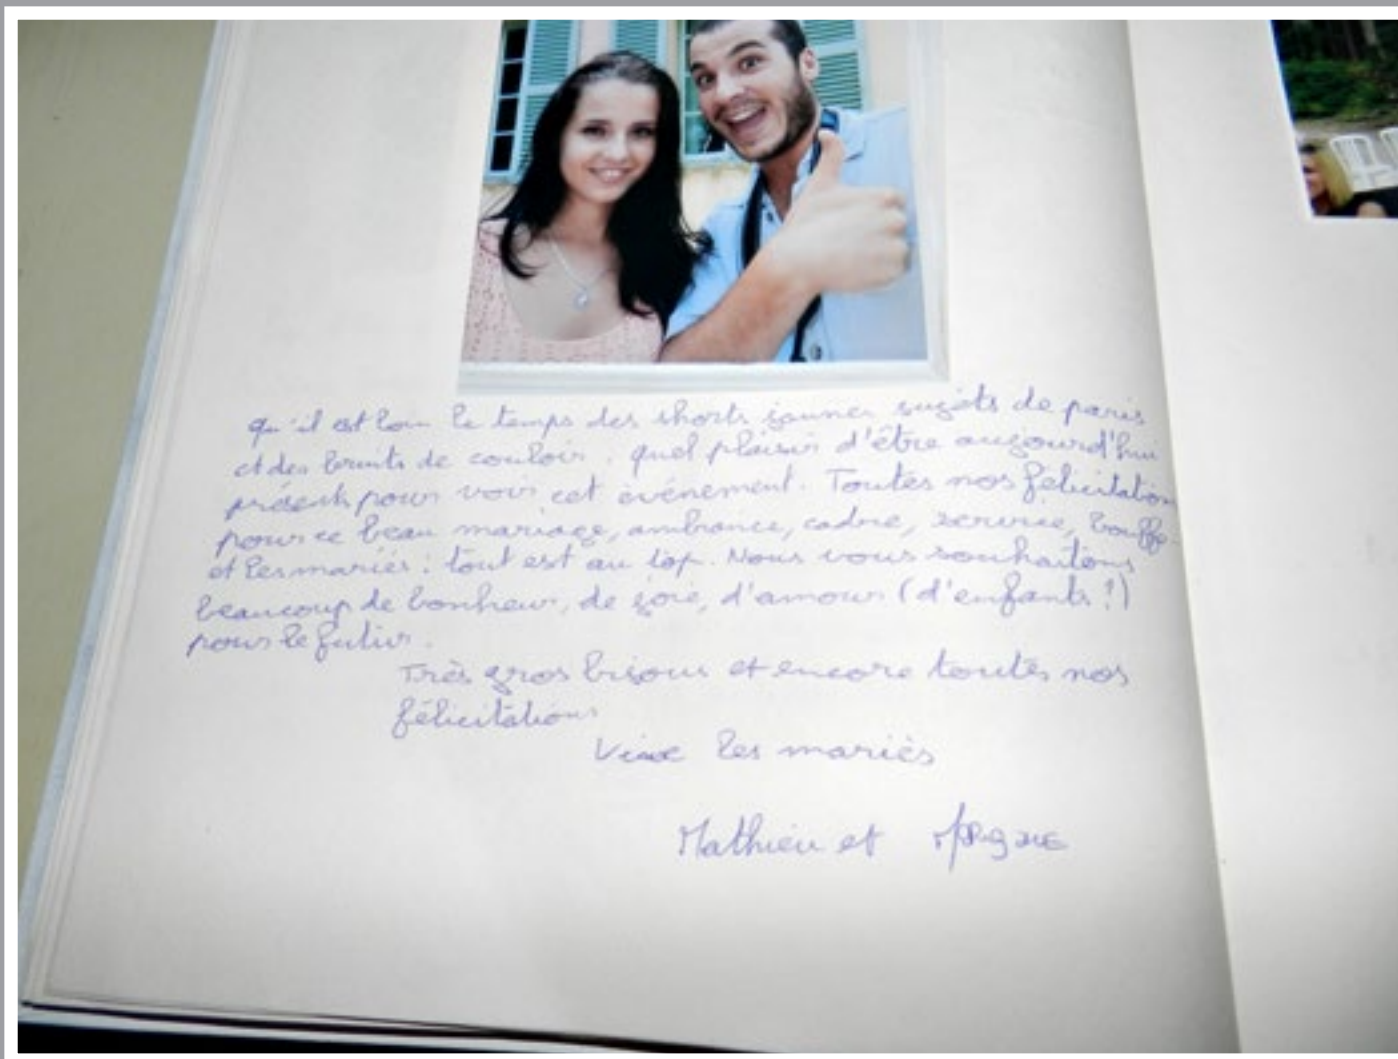 qu'il est loin le temps des shorts jaunes sujets de paris
et des bruits de couloir. quel plaisir d'être aujourd'hui
présents pour voir cet événement. Toutes nos félicitation
pour ce beau mariage, ambiance, cadre, service, bouffe
et les mariés : tout est au top. Nous vous souhaitons
beaucoup de bonheur, de joie, d'amour (d'enfants !)
pour le futur.
Très gros bisous et encore toutes nos
félicitations
Vive les mariés
Mathieu et Morgane